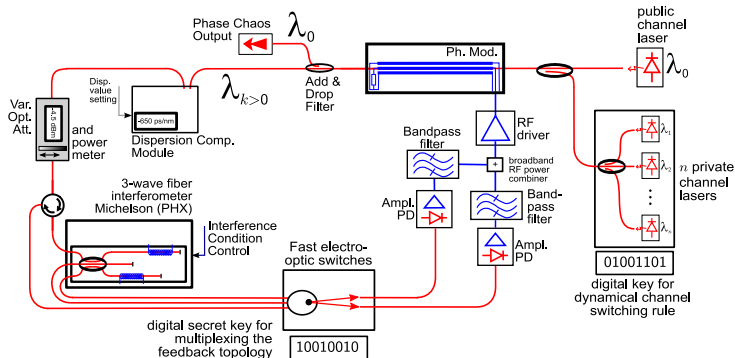 Phase Chaos
Output
λ0
Ph. Mod.
public
channel
laser
λ0
Disp.
value
setting
λk>0
Add &
Drop
Filter
Var.
Opt.
Att.
-4.5 dBm
and
power
meter
-650 ps/nm
Dispersion Comp.
Module
Bandpass
filter
RF
driver
+
broadband
RF power
combiner
λ1
λ2
⋮
λn
n private
channel
lasers
3-wave fiber
interferometer
Michelson (PHX)
Interference
Condition
Control
Ampl.
PD
Band-
pass
filter
Ampl.
PD
Fast electro-
optic switches
01001101
digital key for
dynamical channel
switching rule
digital secret key for
multiplexing the
feedback topology
10010010